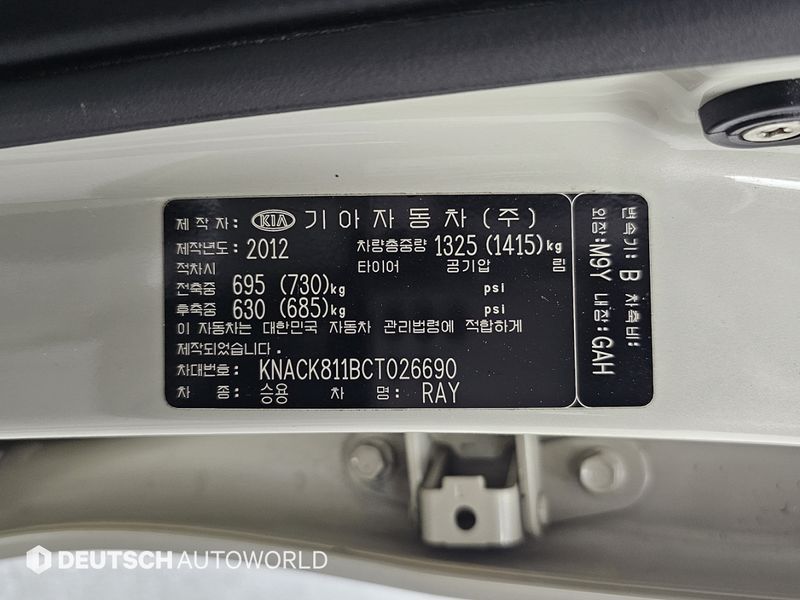 제 작 자: KIA 기아자동차(주)
제작년도: 2012 차량총중량 1325 (1415)kg
적차시 타이어 공기압 림
전축중 695 (730)kg psi
후축중 630 (685)kg psi
이 자동차는 대한민국 자동차 관리법령에 적합하게
제작되었습니다.
차대번호: KNACK811BCT026690
차 종: 승용 차 명: RAY
변속기: B 차축비:
외장: M9Y 내장: GAH
DEUTSCH AUTOWORLD